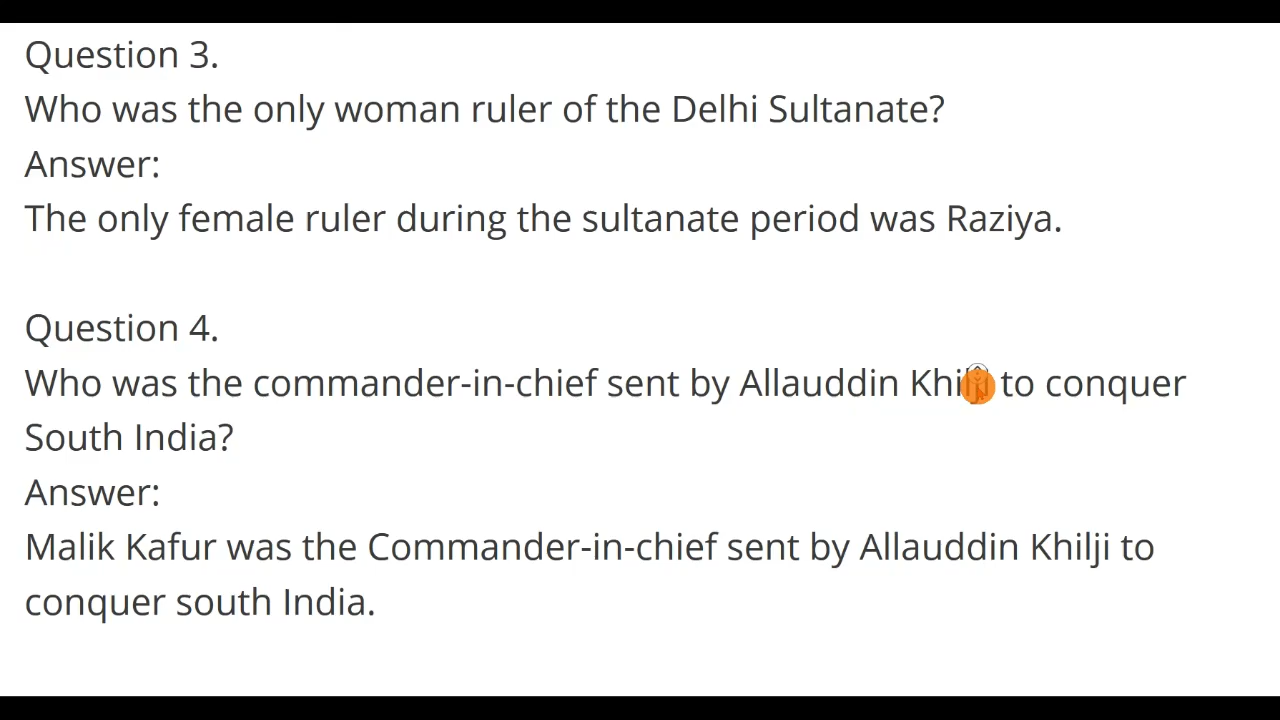 Question 3.
Who was the only woman ruler of the Delhi Sultanate?
Answer:
The only female ruler during the sultanate period was Raziya.
Question 4.
Who was the commander-in-chief sent by Allauddin Khilji to conquer
South India?
Answer:
Malik Kafur was the Commander-in-chief sent by Allauddin Khilji to
conquer south India.